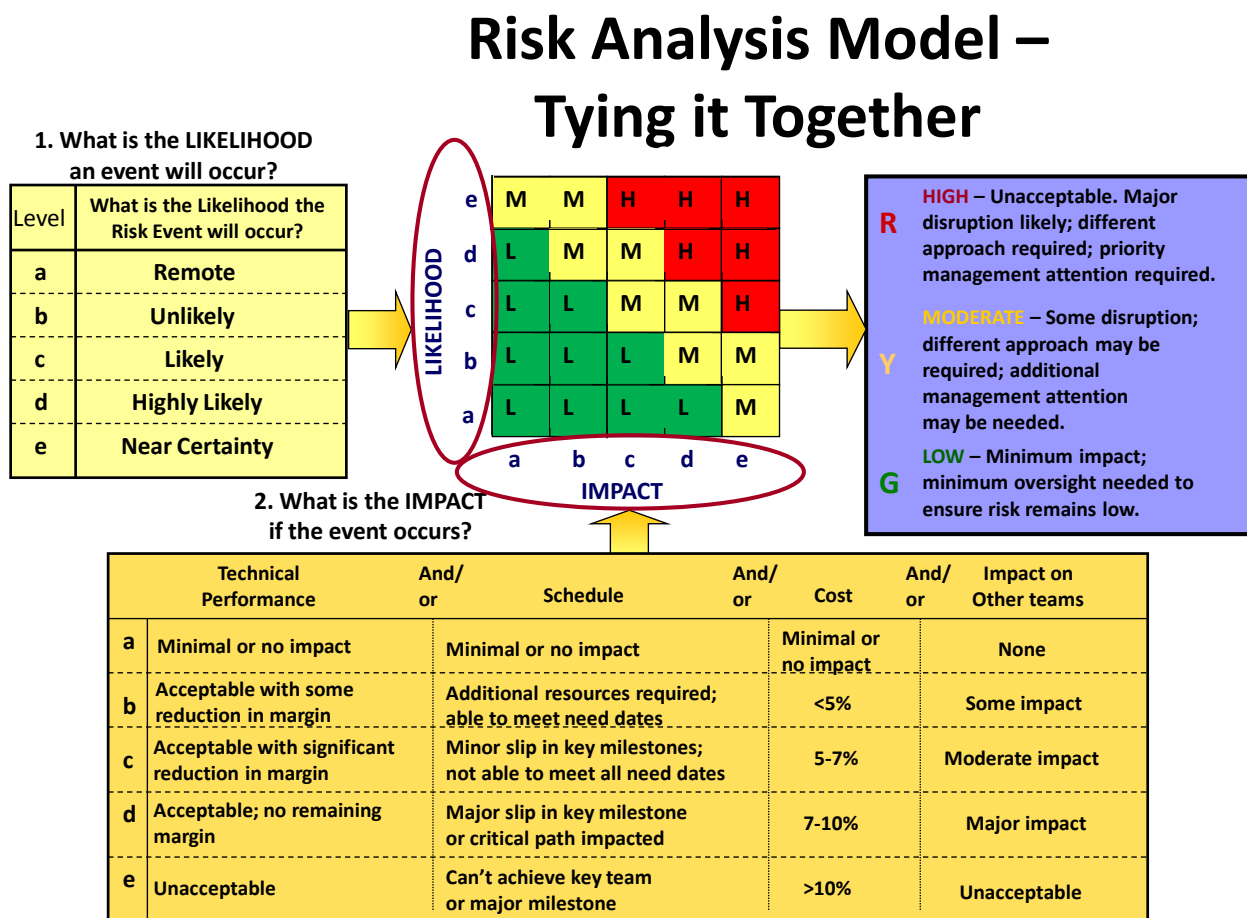 Risk Analysis Model –
Tying it Together
1. What is the LIKELIHOOD
an event will occur?
Level
What is the Likelihood the
Risk Event will occur?
a Remote
b Unlikely
c Likely
d Highly Likely
e Near Certainty
LIKELIHOOD
e M M H H H
d L M M H H
c L L M M H
b L L L M M
a L L L L M
a b c d e
IMPACT
R
HIGH – Unacceptable. Major
disruption likely; different
approach required; priority
management attention required.
Y
MODERATE – Some disruption;
different approach may be
required; additional
management attention
may be needed.
G
LOW – Minimum impact;
minimum oversight needed to
ensure risk remains low.
2. What is the IMPACT
if the event occurs?
Technical
Performance
And/
or
Schedule
And/
or
Cost
And/
or
Impact on
Other teams
a
Minimal or no impact
Minimal or no impact
Minimal or
no impact
None
b
Acceptable with some
reduction in margin
Additional resources required;
able to meet need dates
<5%
Some impact
c
Acceptable with significant
reduction in margin
Minor slip in key milestones;
not able to meet all need dates
5-7%
Moderate impact
d
Acceptable; no remaining
margin
Major slip in key milestone
or critical path impacted
7-10%
Major impact
e
Unacceptable
Can’t achieve key team
or major milestone
>10%
Unacceptable